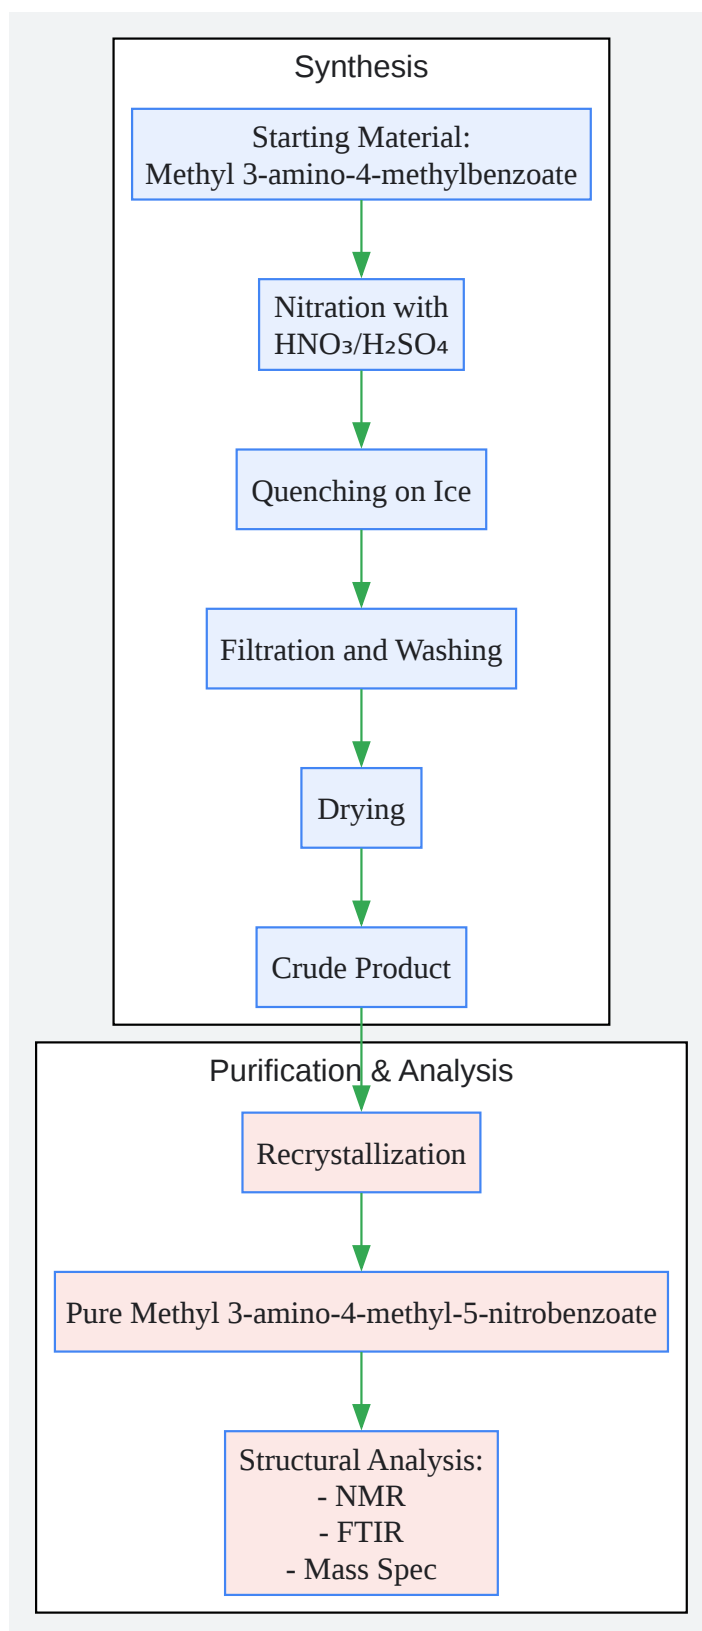 Synthesis
Starting Material:
Methyl 3-amino-4-methylbenzoate
Nitration with
HNO₃/H₂SO₄
Quenching on Ice
Filtration and Washing
Drying
Crude Product
Purification & Analysis
Recrystallization
Pure Methyl 3-amino-4-methyl-5-nitrobenzoate
Structural Analysis:
- NMR
- FTIR
- Mass Spec